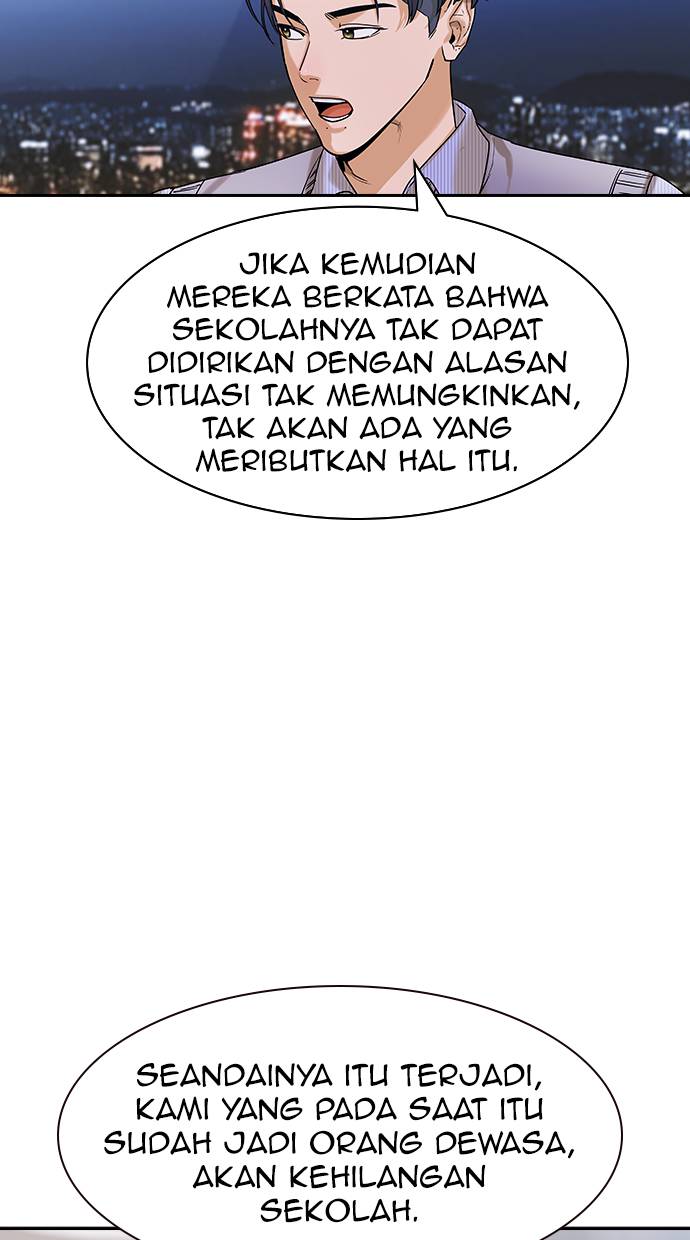 JIKA KEMUDIAN
MEREKA BERKATA BAHWA
SEKOLAHNYA TAK DAPAT
DIDIRIKAN DENGAN ALASAN
SITUASI TAK MEMUNGKINKAN,
TAK AKAN ADA YANG
MERIBUTKAN HAL ITU.
SEANDAINYA ITU TERJADI,
KAMI YANG PADA SAAT ITU
SUDAH JADI ORANG DEWASA,
AKAN KEHILANGAN
SEKOLAH.